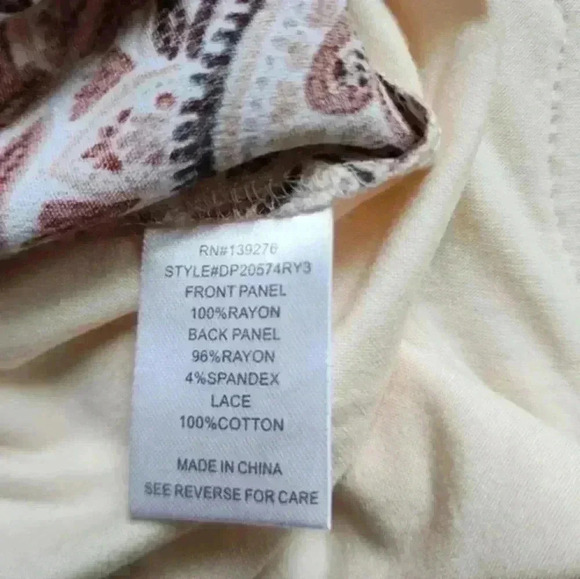 RN#139276
STYLE#DP20574RY3
FRONT PANEL
100%RAYON
BACK PANEL
96%RAYON
4%SPANDEX
LACE
100%COTTON
MADE IN CHINA
SEE REVERSE FOR CARE